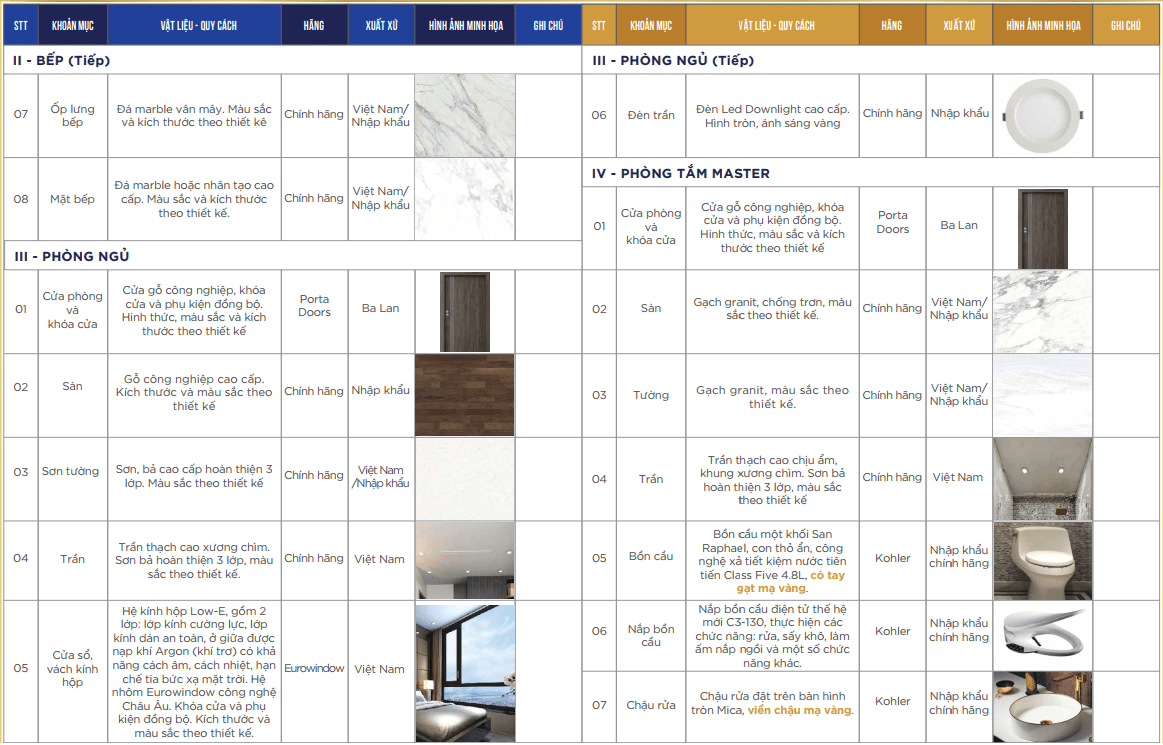 STT KHOẢN MỤC VẬT LIỆU - QUY CÁCH HÃNG XUẤT XỨ HÌNH ẢNH MINH HỌA GHI CHÚ
II - BẾP (Tiếp)
07
Ốp lưng
bếp
Đá marble vân mây. Màu sắc
và kích thước theo thiết kê
Chính hãng
Việt Nam/
Nhập khẩu
08
Mặt bếp
Đá marble hoặc nhân tạo cao
cấp. Màu sắc và kích thước
theo thiết kế.
Chính hãng
Việt Nam/
Nhập khẩu
III - PHÒNG NGỦ
01
Cửa phòng
và
khóa cửa
Cửa gỗ công nghiệp, khóa
cửa và phụ kiện đồng bộ.
Hình thức, màu sắc và kích
thước theo thiết kế
Porta
Doors
Ba Lan
02
Sàn
Gỗ công nghiệp cao cấp.
Kích thước và màu sắc theo
thiết kế
Chính hãng
Nhập khẩu
03
Sơn tường
Sơn, bả cao cấp hoàn thiện 3
lớp. Màu sắc theo thiết kế
Chính hãng
Việt Nam
/Nhập khẩu
04
Trần
Trần thạch cao xương chìm.
Sơn bả hoàn thiện 3 lớp, màu
sắc theo thiết kế.
Chính hãng
Việt Nam
05
Cửa sổ,
vách kính
hộp
Hệ kính hộp Low-E, gồm 2
lớp: lớp kính cường lực, lớp
kính dán an toàn, ở giữa được
nạp khí Argon (khí trơ) có khả
năng cách âm, cách nhiệt, hạn
chế tia bức xạ mặt trời. Hệ
nhôm Eurowindow công nghệ
Châu Âu. Khóa cửa và phụ
kiện đồng bộ. Kích thước và
màu sắc theo thiết kế.
Eurowindow
Việt Nam
STT KHOẢN MỤC VẬT LIỆU - QUY CÁCH HÃNG XUẤT XỨ HÌNH ẢNH MINH HỌA GHI CHÚ
III - PHÒNG NGỦ (Tiếp)
06
Đèn trần
Đèn Led Downlight cao cấp.
Hình tròn, ánh sáng vàng
Chính hãng
Nhập khẩu
IV - PHÒNG TẮM MASTER
01
Cửa phòng
và
khóa cửa
Cửa gỗ công nghiệp, khóa
cửa và phụ kiện đồng bộ.
Hình thức, màu sắc và kích
thước theo thiết kế
Porta
Doors
Ba Lan
02
Sàn
Gạch granit, chống trơn, màu
sắc theo thiết kế.
Chính hãng
Việt Nam/
Nhập khẩu
03
Tường
Gạch granit, màu sắc theo
thiết kế.
Chính hãng
Việt Nam/
Nhập khẩu
04
Trần
Trần thạch cao chịu ẩm,
khung xương chìm. Sơn bả
hoàn thiện 3 lớp, màu sắc
theo thiết kế
Chính hãng
Việt Nam
05
Bồn cầu
Bồn cầu một khối San
Raphael, con thỏ ẩn, công
nghệ xả tiết kiệm nước tiên
tiến Class Five 4.8L, có tay
gạt mạ vàng.
Kohler
Nhập khẩu
chính hãng
06
Nắp bồn
cầu
Nắp bồn cầu điện tử thế hệ
mới C3-130, thực hiện các
chức năng: rửa, sấy khô, làm
ấm nắp ngồi và một số chức
năng khác.
Kohler
Nhập khẩu
chính hãng
07
Chậu rửa
Chậu rửa đặt trên bàn hình
tròn Mica, viền chậu mạ vàng.
Kohler
Nhập khẩu
chính hãng